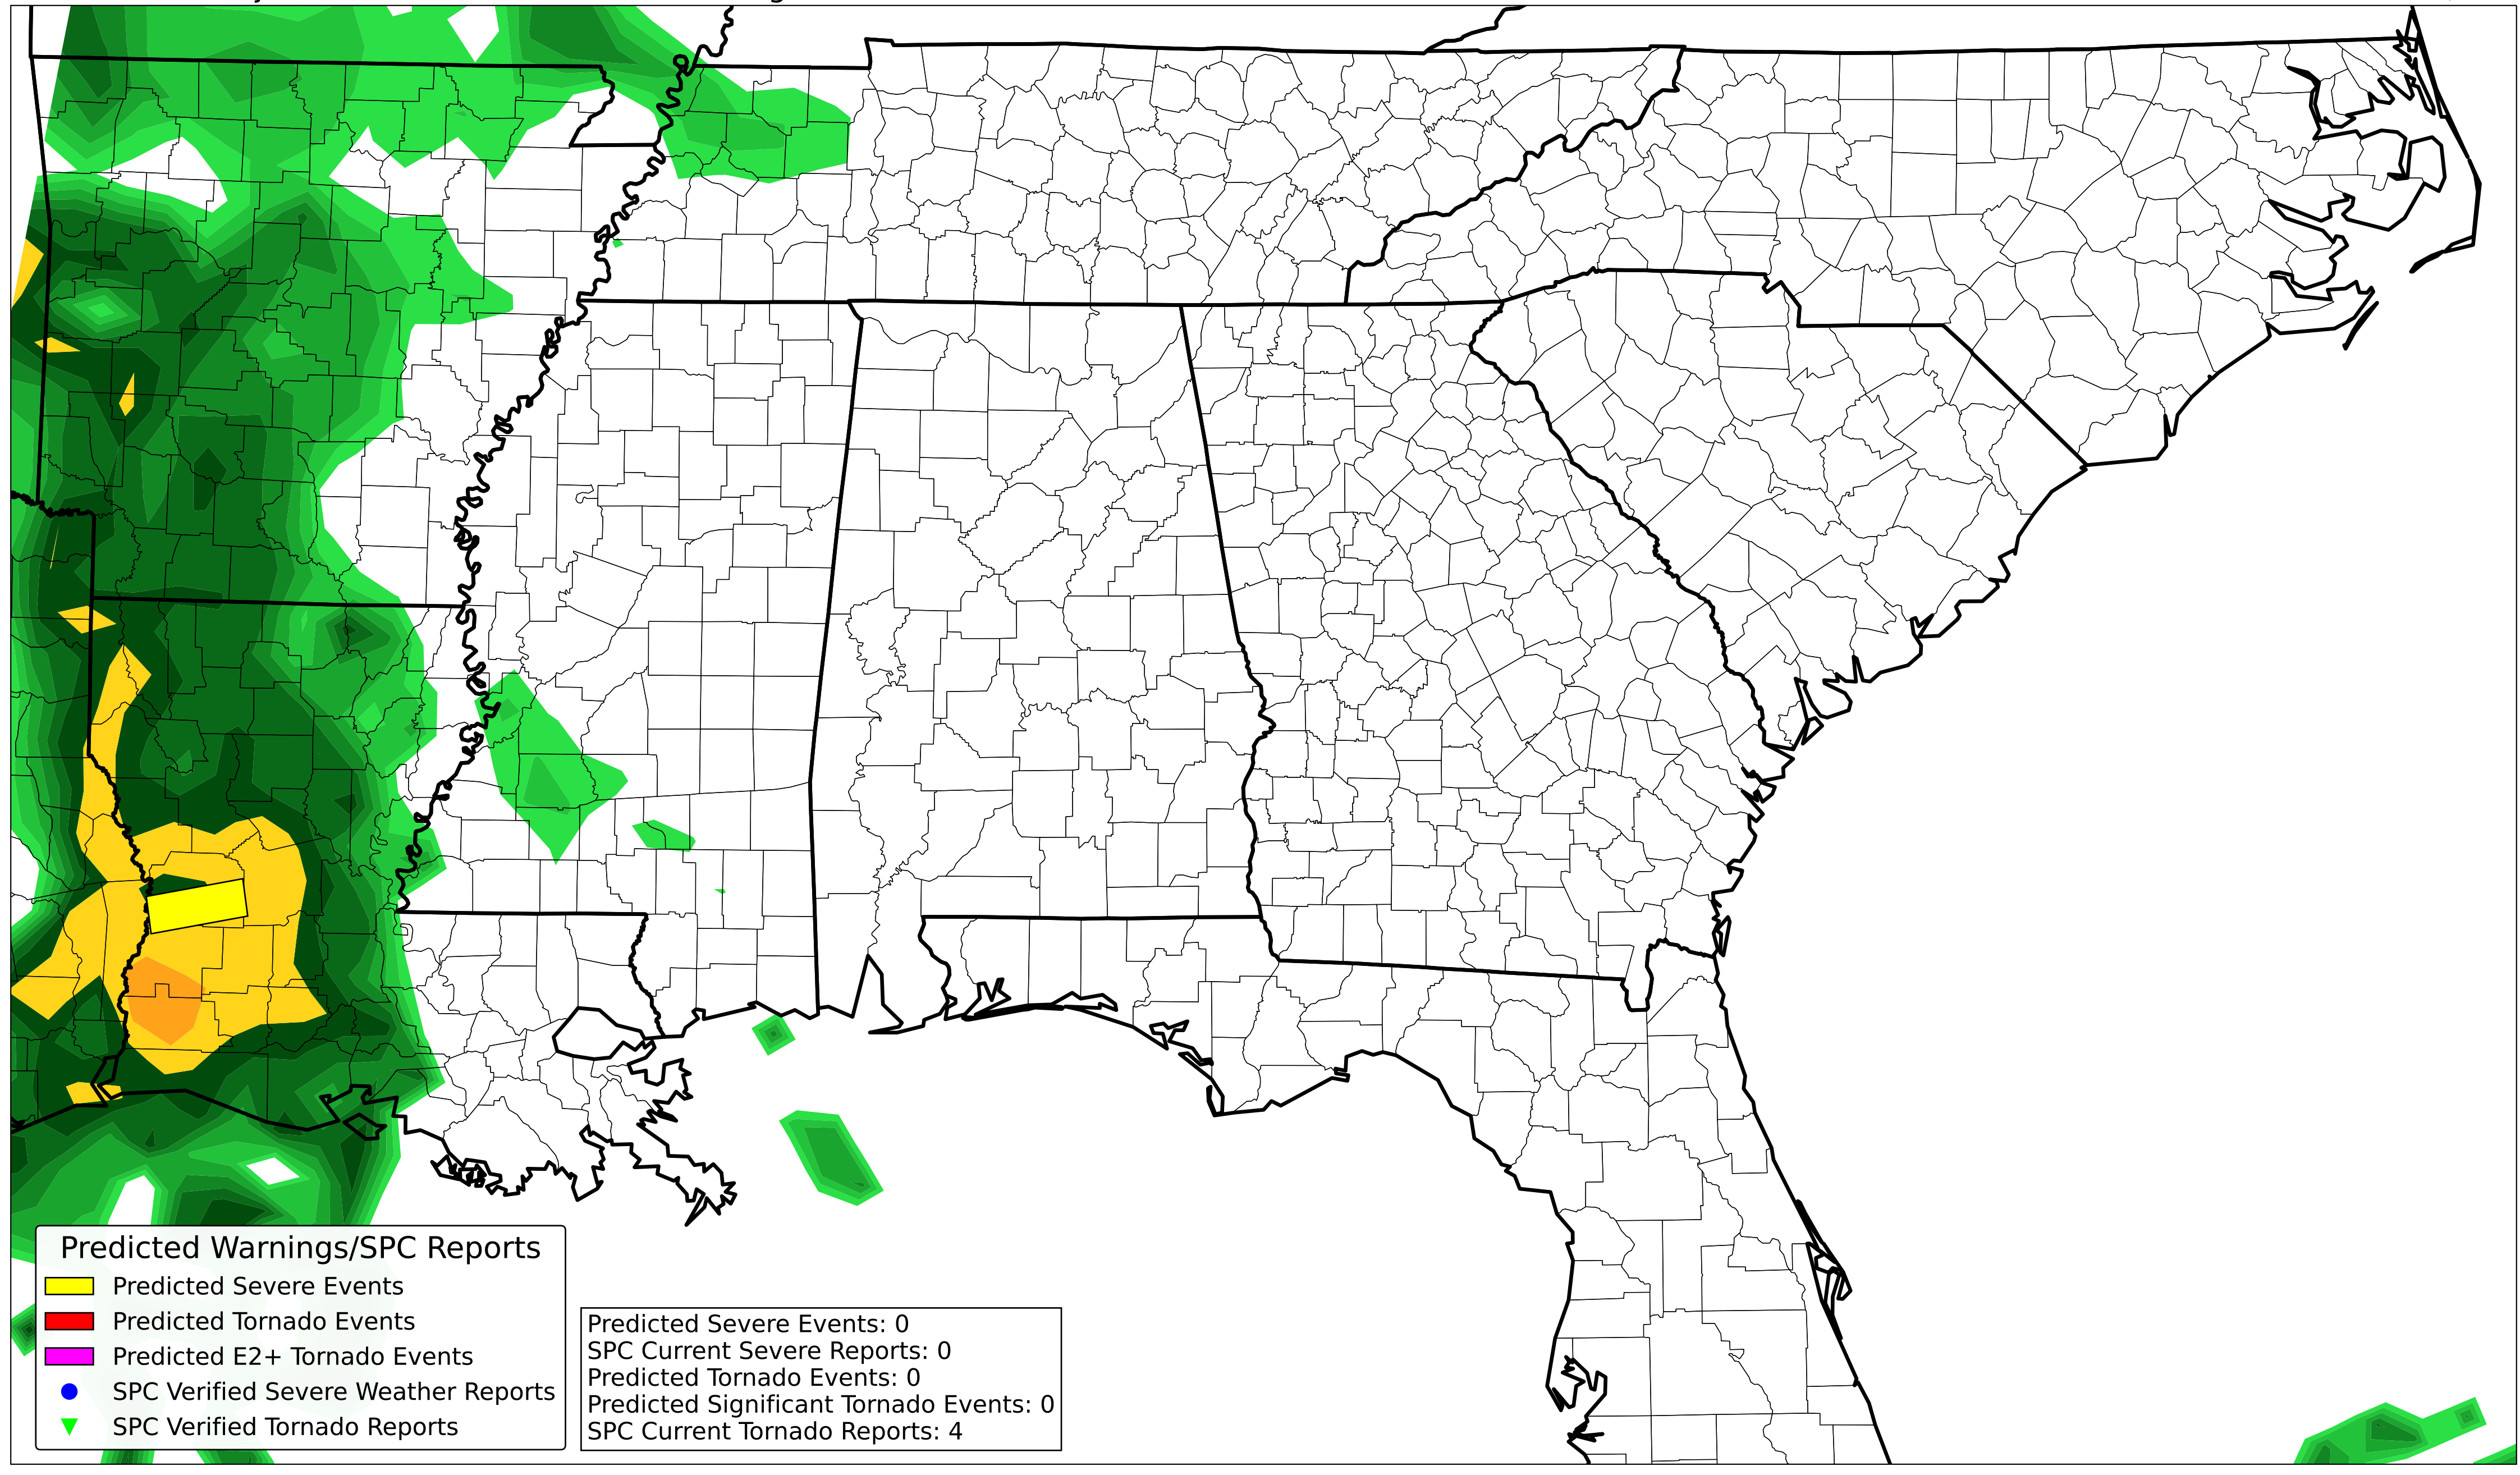 Predicted Warnings/SPC Reports
Predicted Severe Events
Predicted Tornado Events
Predicted E2+ Tornado Events
SPC Verified Severe Weather Reports
SPC Verified Tornado Reports
Predicted Severe Events: 0
SPC Current Severe Reports: 0
Predicted Tornado Events: 0
Predicted Significant Tornado Events: 0
SPC Current Tornado Reports: 4